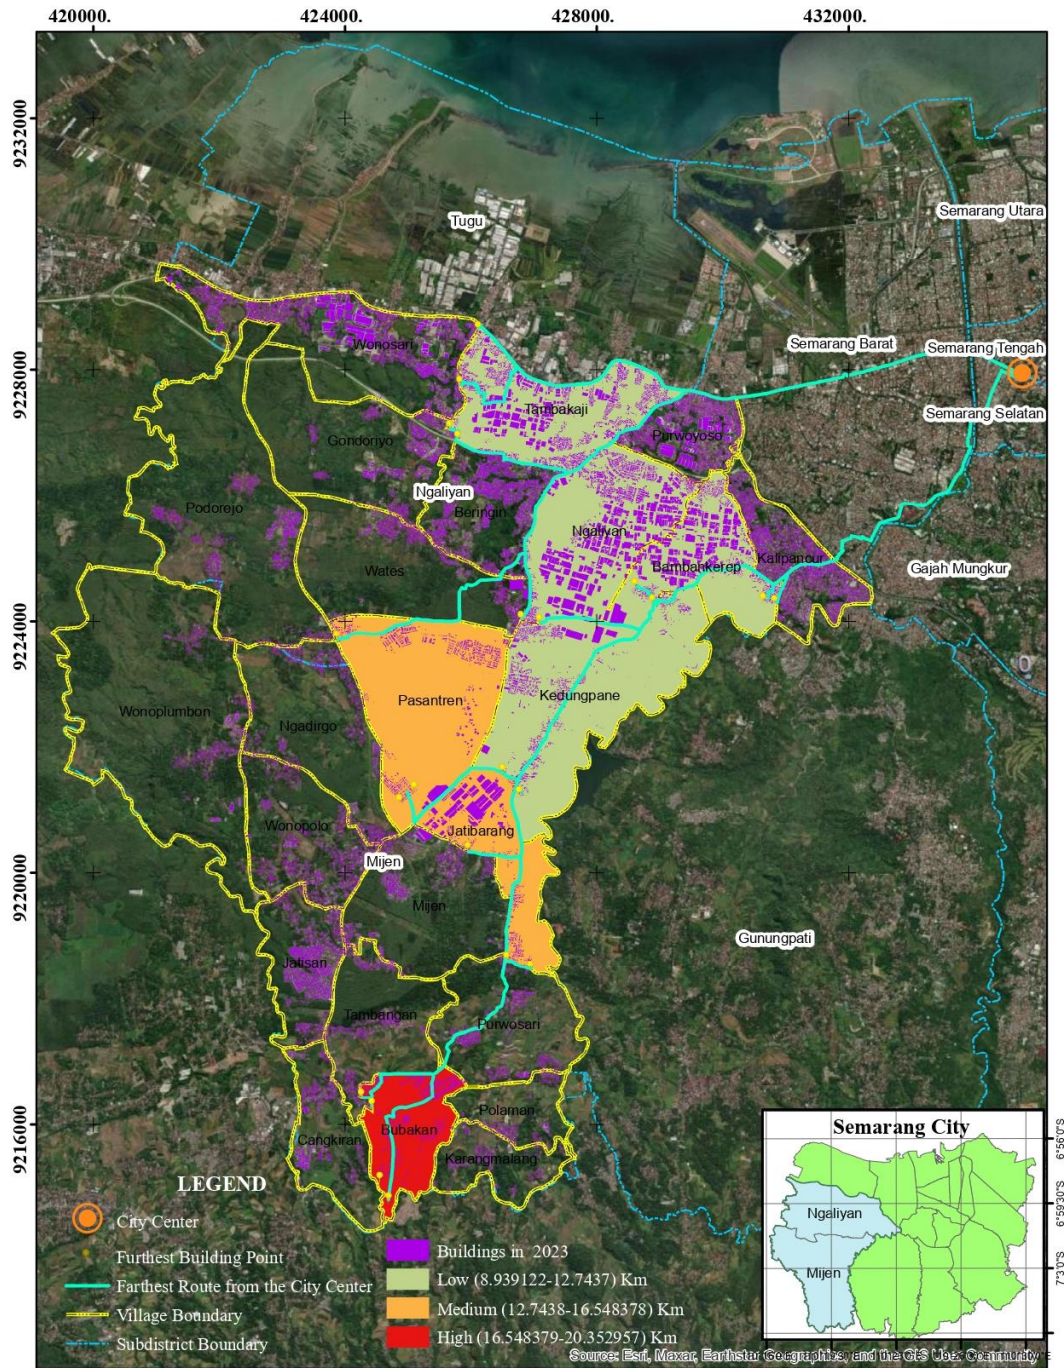 420000.
424000.
428000.
432000.
9232000
9228000
9224000
9220000
9216000
Tugu
Semarang Utara
Semarang Barat
Semarang Tengah
Semarang Selatan
Wonosari
Tambakaji
Purwoyoso
Gondoriyo
Ngaliyan
Beringin
Podorejo
Ngaliyan
Bambankerep
Kalipancur
Gajah Mungkur
Wates
Pasantren
Kedungpane
Wonoplumbon
Ngadirgo
Wonopolo
Jatibarang
Mijen
Mijen
Gunungpati
Jatisari
Tambangan
Purwosari
Polaman
Bubakan
Cangkiran
Karangmalang
LEGEND
City Center
Furthest Building Point
Farthest Route from the City Center
Village Boundary
Subdistrict Boundary
Buildings in 2023
Low (8.939122-12.7437) Km
Medium (12.7438-16.548378) Km
High (16.548379-20.352957) Km
Semarang City
Ngaliyan
Mijen
6°56'0"S
6°59'30"S
7°3'0"S
Source: Esri, Maxar, Earthstar Geographics, and the GIS User Community